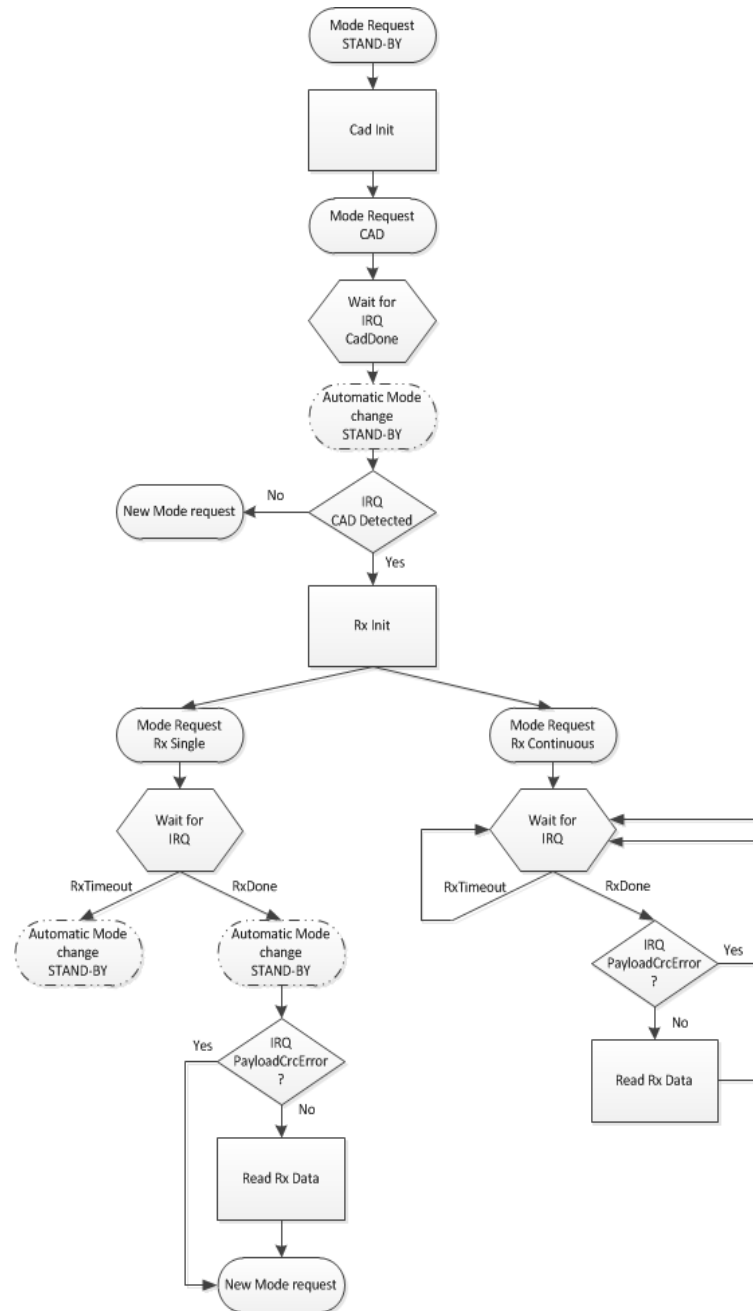 Mode Request
STAND-BY
Cad Init
Mode Request
CAD
Wait for
IRQ
CadDone
Automatic Mode
change
STAND-BY
IRQ
CAD Detected
No
New Mode request
Yes
Rx Init
Mode Request
Rx Single
Mode Request
Rx Continuous
Wait for
IRQ
Wait for
IRQ
RxTimeout
RxDone
RxTimeout
RxDone
Automatic Mode
change
STAND-BY
Automatic Mode
change
STAND-BY
IRQ
PayloadCrcError
?
Yes
No
Read Rx Data
Yes
IRQ
PayloadCrcError
?
No
Read Rx Data
New Mode request